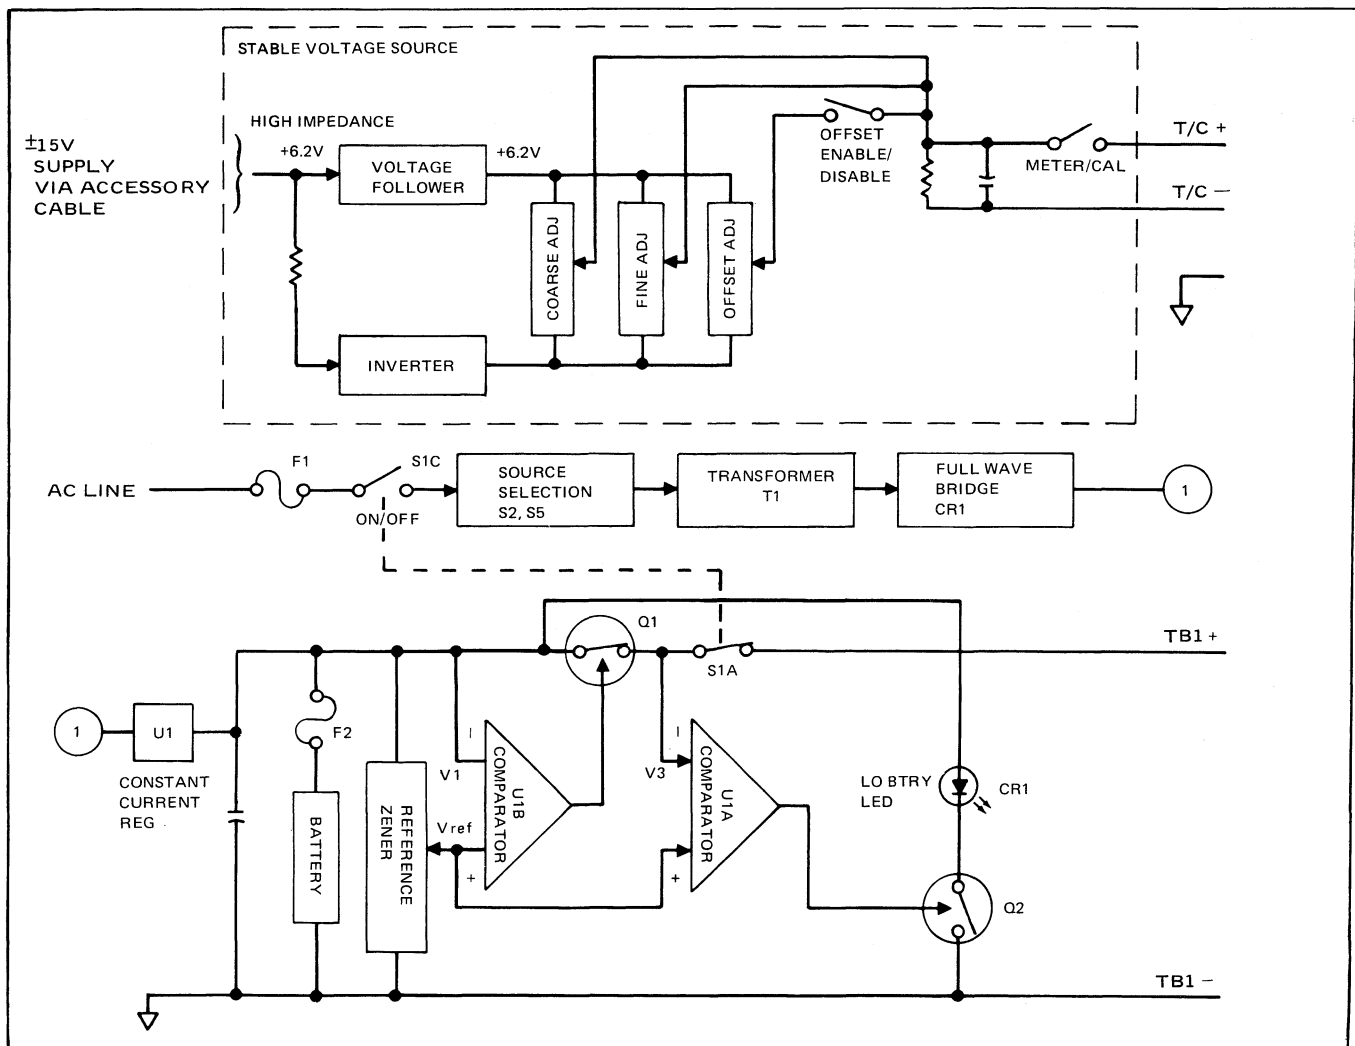 STABLE VOLTAGE SOURCE
±15V
SUPPLY
VIA ACCESSORY
CABLE
HIGH IMPEDANCE
+6.2V
VOLTAGE
FOLLOWER
+6.2V
COARSE ADJ
FINE ADJ
OFFSET ADJ
INVERTER
OFFSET
ENABLE/
DISABLE
METER/CAL
T/C +
T/C −
AC LINE
F1
S1C
ON/OFF
SOURCE
SELECTION
S2, S5
TRANSFORMER
T1
FULL WAVE
BRIDGE
CR1
1
1
U1
CONSTANT
CURRENT
REG
F2
BATTERY
REFERENCE
ZENER
V1
Vref
−
+
U1B
COMPARATOR
Q1
S1A
V3
−
+
U1A
COMPARATOR
LO BTRY
LED
CR1
Q2
TB1 +
TB1 −